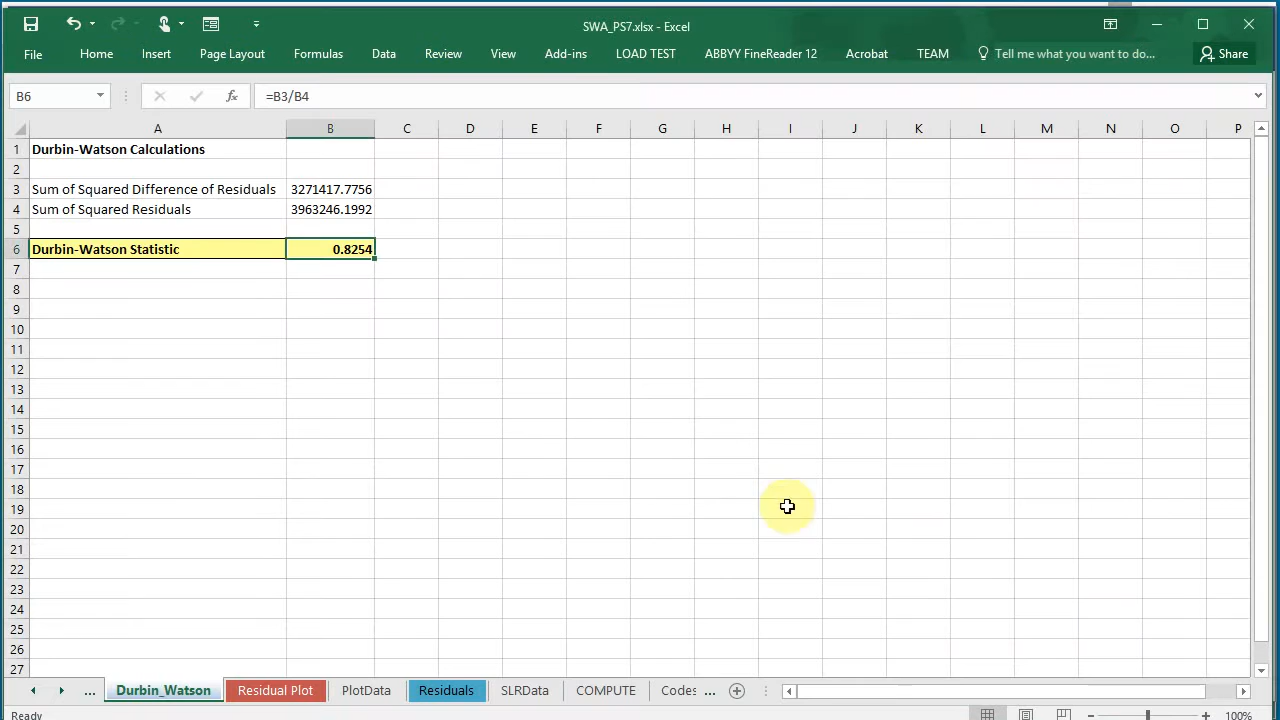 SWA_PS7.xlsx - Excel
File Home Insert Page Layout Formulas Data Review View Add-ins LOAD TEST ABBYY FineReader 12 Acrobat TEAM Tell me what you want to do... Share
B6 fx =B3/B4
A B C D E F G H I J K L M N O P
1 Durbin-Watson Calculations
2
3 Sum of Squared Difference of Residuals 3271417.7756
4 Sum of Squared Residuals 3963246.1992
5
6 Durbin-Watson Statistic 0.8254
7
8
9
10
11
12
13
14
15
16
17
18
19
20
21
22
23
24
25
26
27
... Durbin_Watson Residual Plot PlotData Residuals SLRData COMPUTE Codes ...
Ready 100%